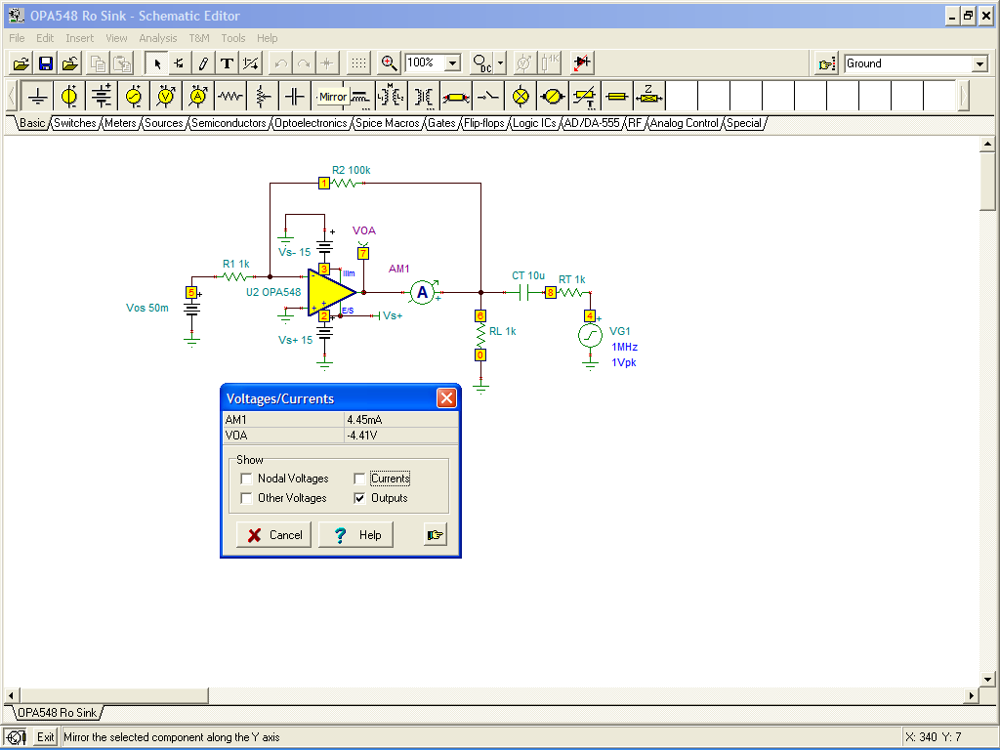 OPA548 Ro Sink - Schematic Editor
File Edit Insert View Analysis T&M Tools Help
100% DC Ground
Mirror
Basic Switches Meters Sources Semiconductors Optoelectronics Spice Macros Gates Flip-flops Logic ICs AD/DA-555 RF Analog Control Special
R2 100k
1
VOA
Vs- 15
7
R1 1k
3
Ilim
AM1
CT 10u
RT 1k
U2 OPA548
A
5
8
Vos 50m
2
E/S
Vs+
6
4
Vs+ 15
RL 1k
VG1
1MHz
0
1Vpk
Voltages/Currents
AM1 4.45mA
VOA -4.41V
Show
Nodal Voltages Currents
Other Voltages Outputs
Cancel Help
OPA548 Ro Sink
Exit Mirror the selected component along the Y axis X: 340 Y: 7